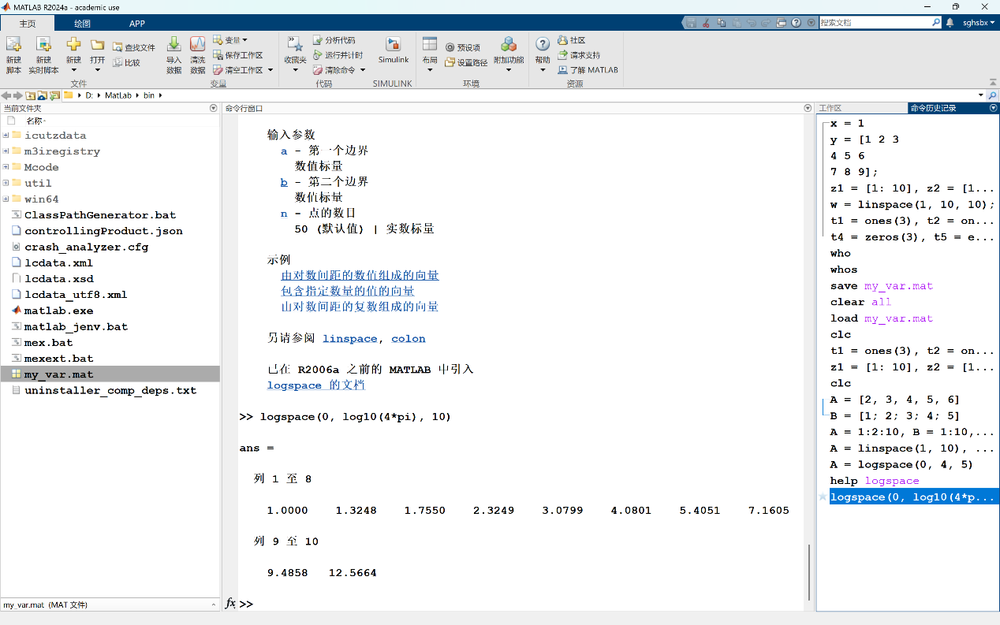 MATLAB R2024a - academic use
主页 绘图 APP
搜索文档 sghsbx
新建脚本 新建实时脚本 新建 打开 查找文件 比较
导入数据 清洗数据 变量 保存工作区 清空工作区
收藏夹 分析代码 运行并计时 清除命令
Simulink
布局 预设项 设置路径 附加功能
帮助 社区 请求支持 了解 MATLAB
文件 变量 代码 SIMULINK 环境 资源
D: MatLab bin
当前文件夹
名称
icutzdata
m3iregistry
Mcode
util
win64
ClassPathGenerator.bat
controllingProduct.json
crash_analyzer.cfg
lcdata.xml
lcdata.xsd
lcdata_utf8.xml
matlab.exe
matlab_jenv.bat
mex.bat
mexext.bat
my_var.mat
uninstaller_comp_deps.txt
my_var.mat (MAT 文件)
命令行窗口
输入参数
a - 第一个边界
数值标量
b - 第二个边界
数值标量
n - 点的数目
50 (默认值) | 实数标量
示例
由对数间距的数值组成的向量
包含指定数量的值的向量
由对数间距的复数组成的向量
另请参阅 linspace, colon
已在 R2006a 之前的 MATLAB 中引入
logspace 的文档
>> logspace(0, log10(4*pi), 10)
ans =
列 1 至 8
1.0000 1.3248 1.7550 2.3249 3.0799 4.0801 5.4051 7.1605
列 9 至 10
9.4858 12.5664
fx >>
工作区 命令历史记录
x = 1
y = [1 2 3
4 5 6
7 8 9];
z1 = [1: 10], z2 = [1...
w = linspace(1, 10, 10);
t1 = ones(3), t2 = on...
t4 = zeros(3), t5 = e...
who
whos
save my_var.mat
clear all
load my_var.mat
clc
t1 = ones(3), t2 = on...
z1 = [1: 10], z2 = [1...
clc
A = [2, 3, 4, 5, 6]
B = [1; 2; 3; 4; 5]
A = 1:2:10, B = 1:10,...
A = linspace(1, 10), ...
A = logspace(0, 4, 5)
help logspace
logspace(0, log10(4*p...